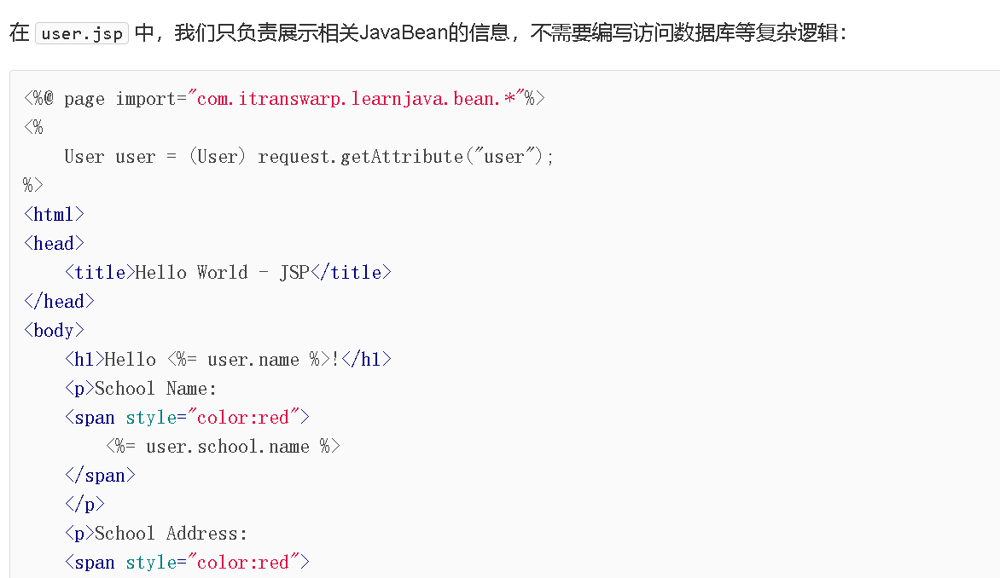 在 user.jsp 中，我们只负责展示相关JavaBean的信息，不需要编写访问数据库等复杂逻辑：
<%@ page import="com.itranswarp.learnjava.bean.*"%>
<%
    User user = (User) request.getAttribute("user");
%>
<html>
<head>
    <title>Hello World - JSP</title>
</head>
<body>
    <h1>Hello <%= user.name %>!</h1>
    <p>School Name:
    <span style="color:red">
        <%= user.school.name %>
    </span>
    </p>
    <p>School Address:
    <span style="color:red">